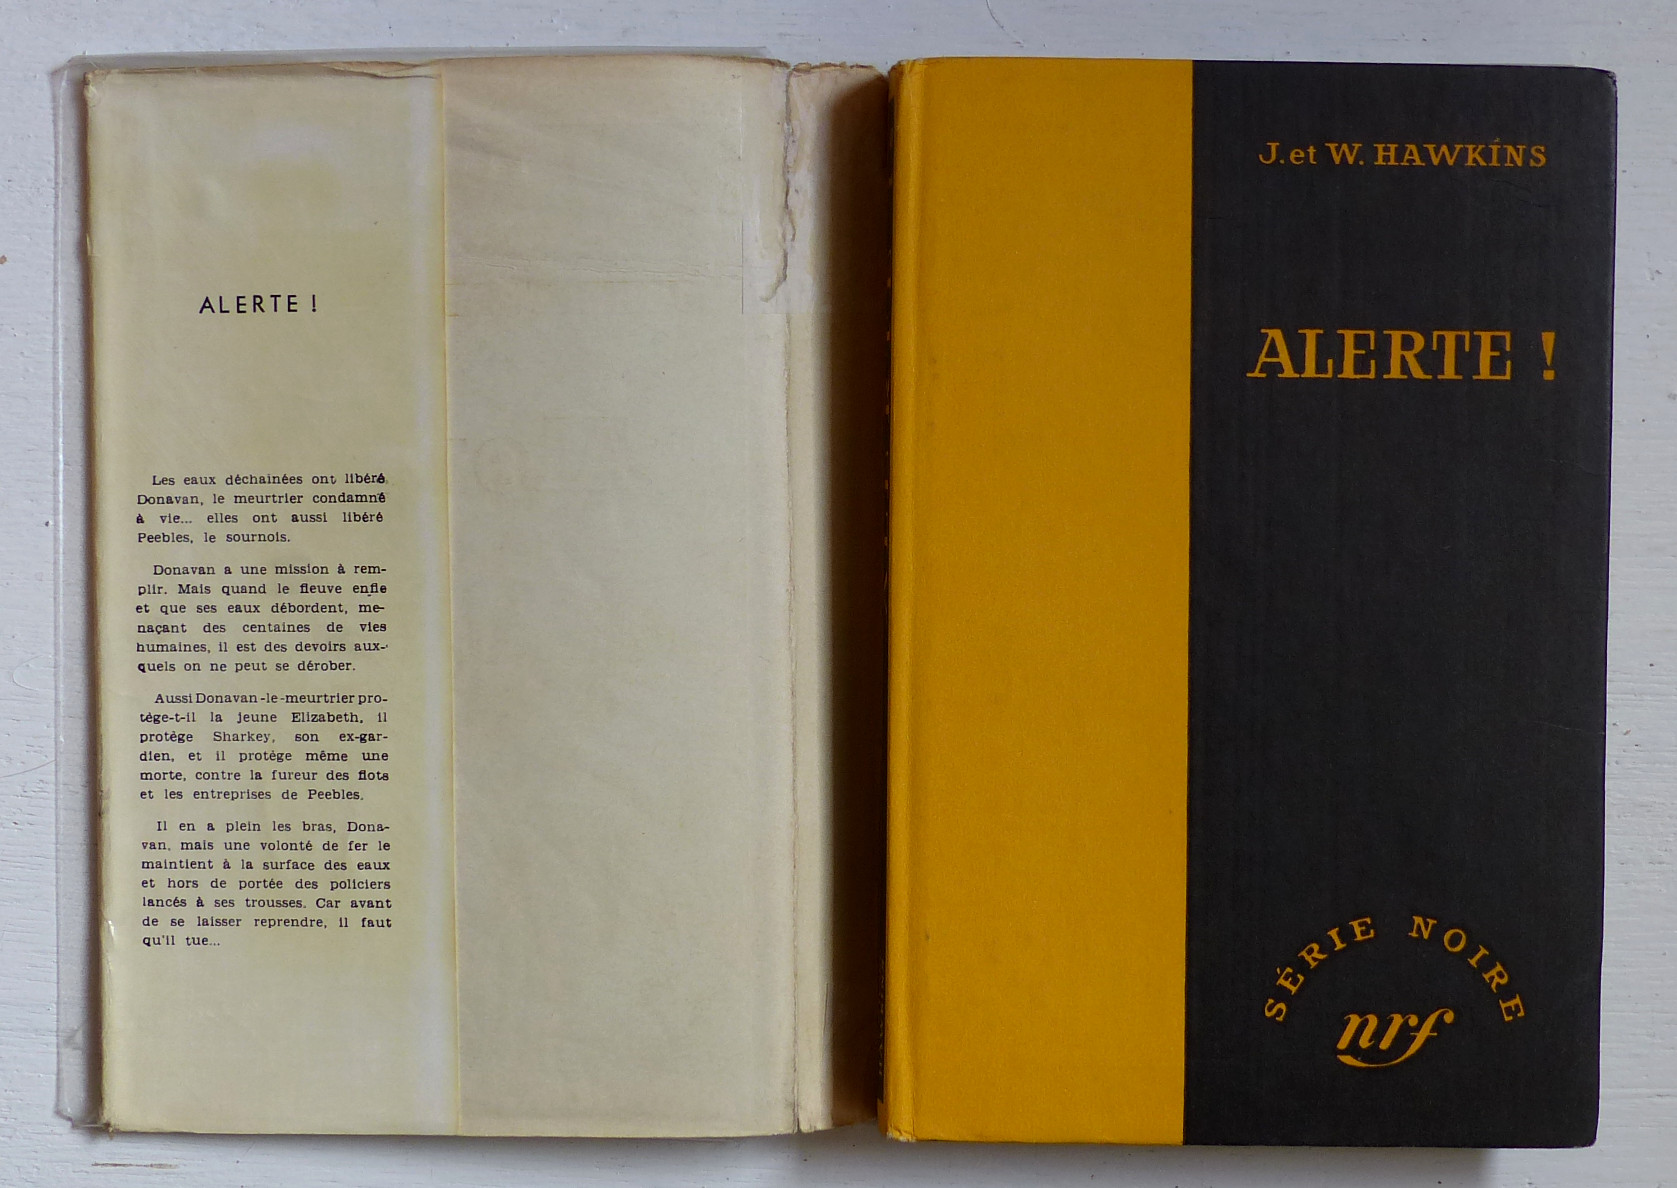 ALERTE !
Les eaux déchaînées ont libéré
Donavan, le meurtrier condamné
à vie... elles ont aussi libéré
Peebles, le sournois.
Donavan a une mission à rem-
plir. Mais quand le fleuve enfle
et que ses eaux débordent, me-
naçant des centaines de vies
humaines, il est des devoirs aux-
quels on ne peut se dérober.
Aussi Donavan-le-meurtrier pro-
tège-t-il la jeune Elizabeth, il
protège Sharkey, son ex-gar-
dien, et il protège même une
morte, contre la fureur des flots
et les entreprises de Peebles.
Il en a plein les bras, Dona-
van, mais une volonté de fer le
maintient à la surface des eaux
et hors de portée des policiers
lancés à ses trousses. Car avant
de se laisser reprendre, il faut
qu'il tue...
J. et W. HAWKINS
ALERTE !
SÉRIE NOIRE
nrf